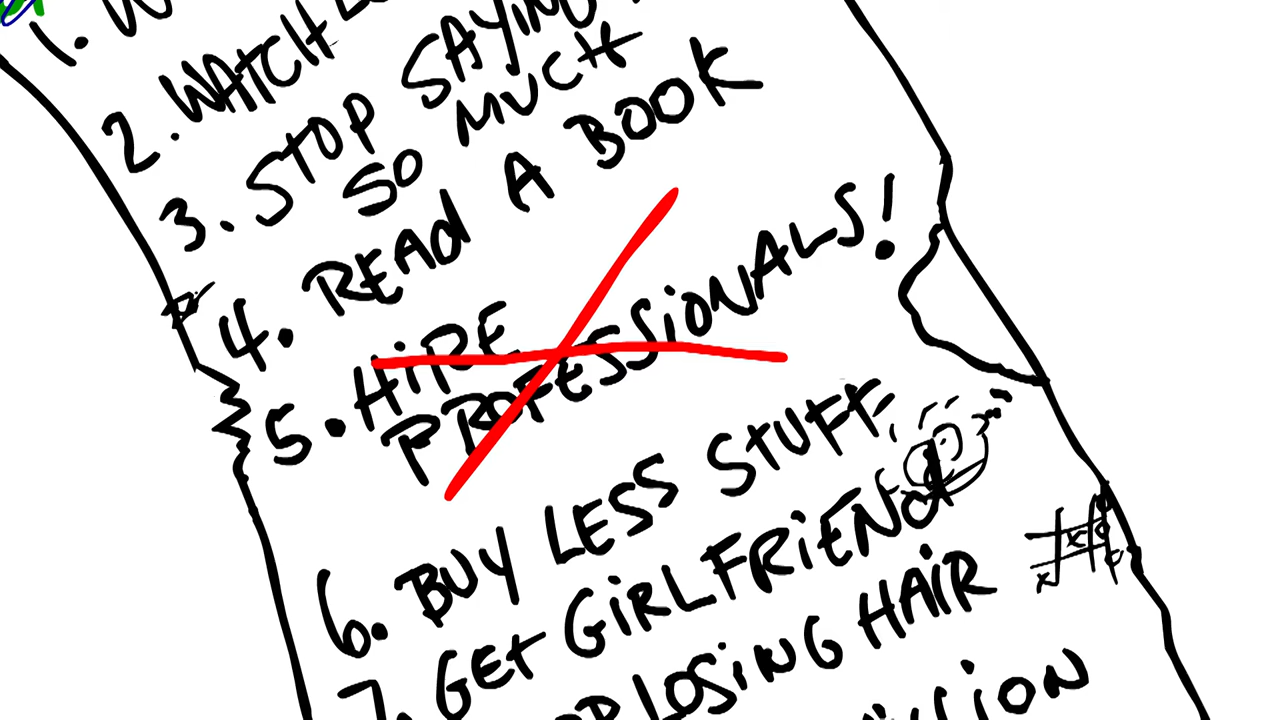 1. W
2. WATCH
3. STOP SAYING
SO MUCH
4. READ A BOOK
5. HIRE
PROFESSIONALS!
6. BUY LESS STUFF
7. GET GIRLFRIEND
LOSING HAIR